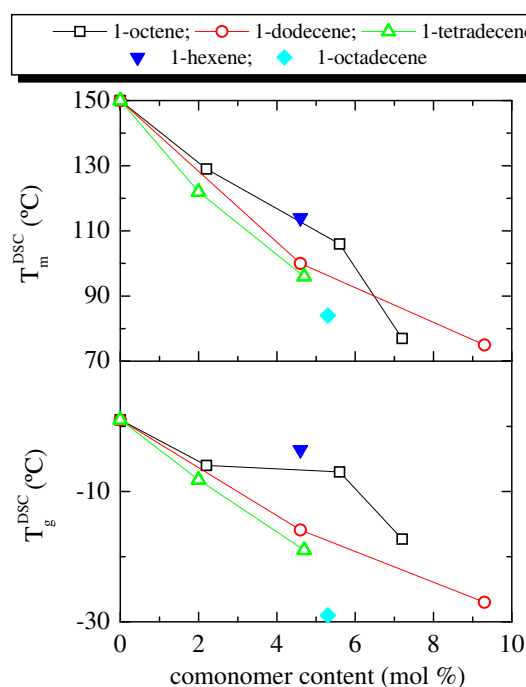 1-octene; 1-dodecene; 1-tetradecene
1-hexene; 1-octadecene
150
130
110
90
70
T_m^DSC (ºC)
-10
-30
T_g^DSC (ºC)
0 2 4 6 8 10
comonomer content (mol %)